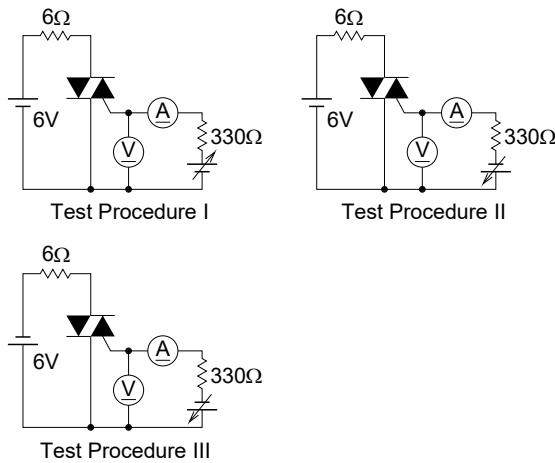 6Ω
6V
A
V
330Ω
Test Procedure I
6Ω
6V
A
V
330Ω
Test Procedure II
6Ω
6V
A
V
330Ω
Test Procedure III